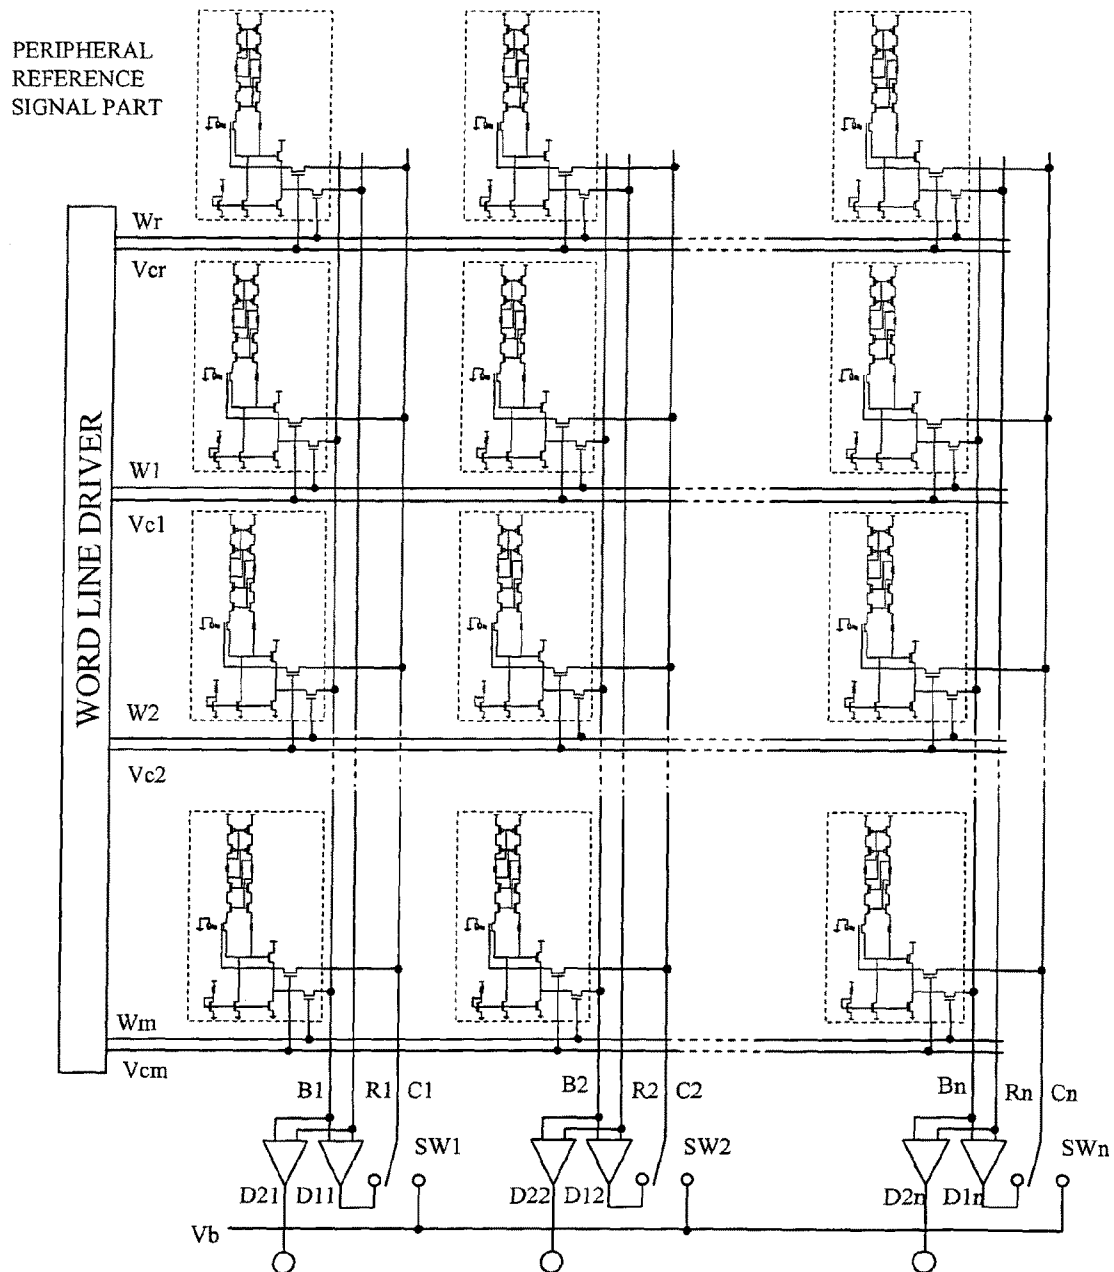 PERIPHERAL
REFERENCE
SIGNAL PART
Wr
Vcr
W1
Vc1
WORD LINE DRIVER
W2
Vc2
Wm
Vcm
B1 R1 C1 B2 R2 C2 Bn Rn Cn
SW1 SW2 SWn
D21 D11 D22 D12 D2n D1n
Vb